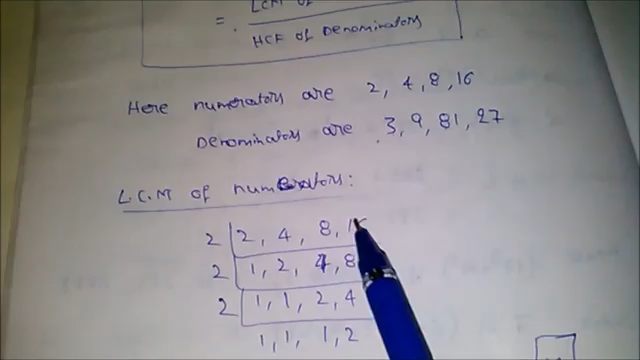 LCM of
= . HCF of Denominators
Here numerators are 2, 4, 8, 16
Denominators are 3, 9, 81, 27
L.C.M of numerators:
2 2, 4, 8, 16
2 1, 2, 4, 8
2 1, 1, 2, 4
1, 1, 1, 2